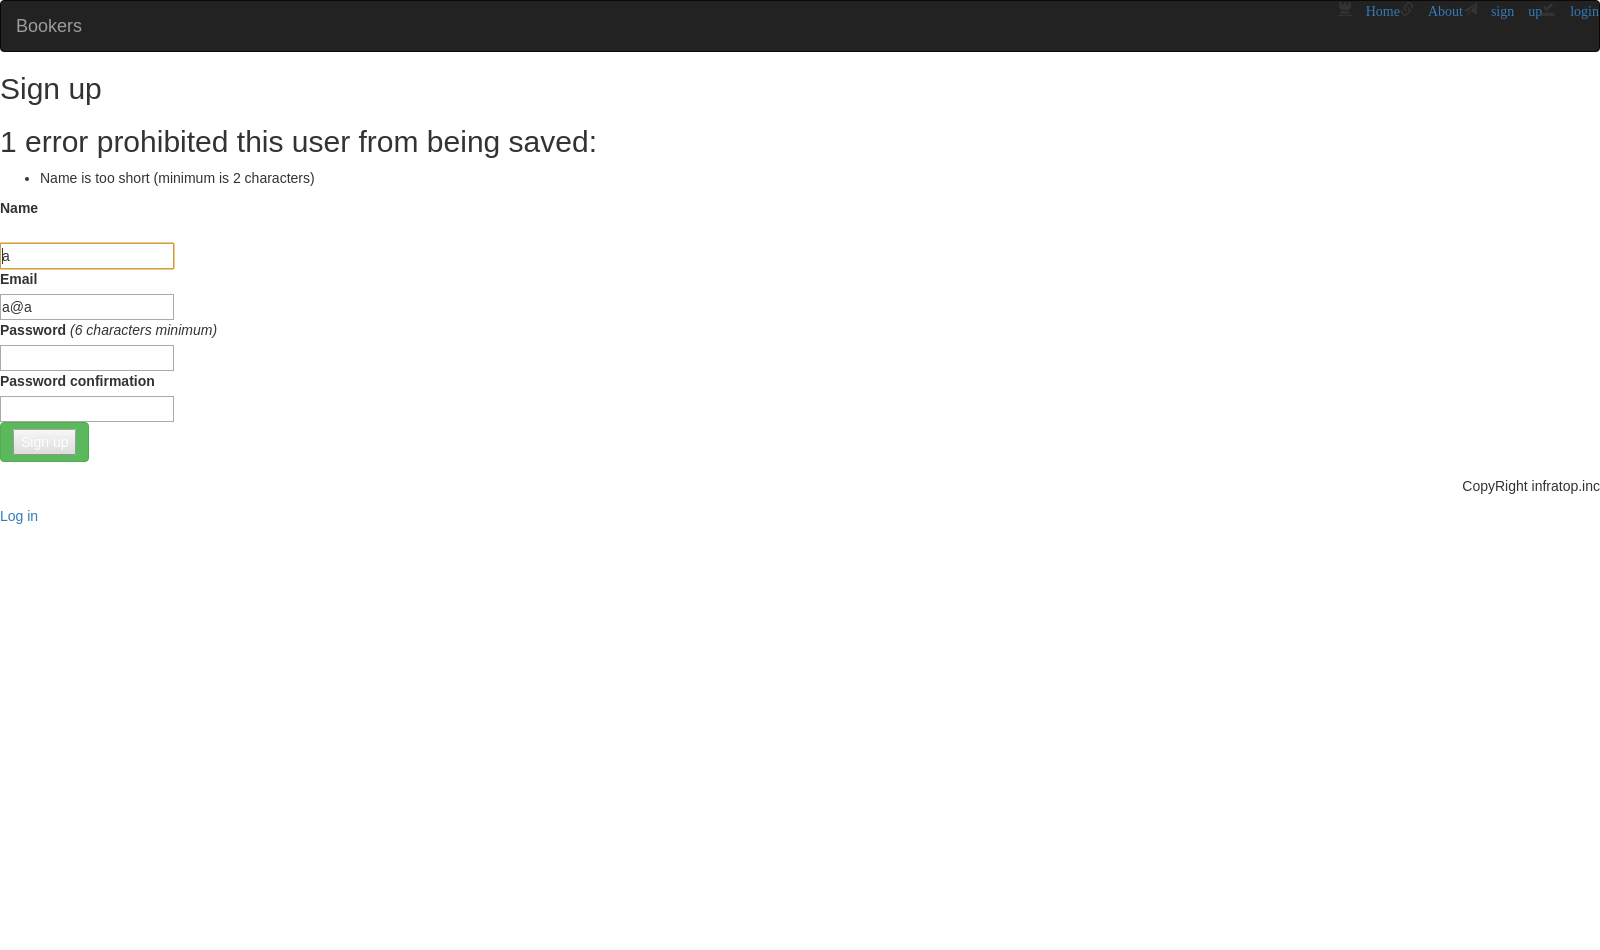 Bookers Home About sign up login
Sign up
1 error prohibited this user from being saved:
Name is too short (minimum is 2 characters)
Name
a
Email
a@a
Password (6 characters minimum)
Password confirmation
Sign up
CopyRight infratop.inc
Log in